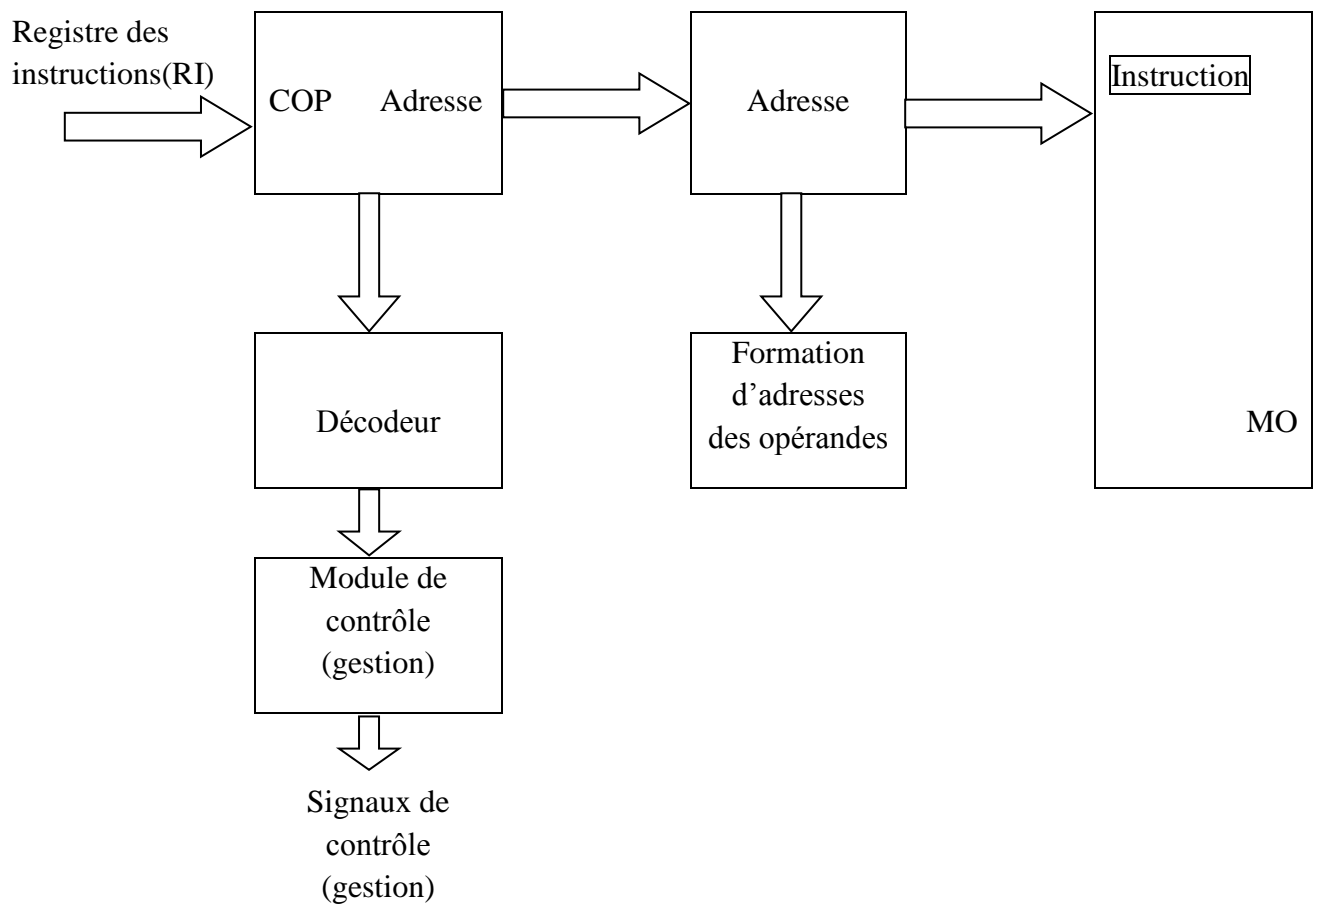 Registre des
instructions(RI)
COP Adresse
Adresse
Instruction
Décodeur
Formation
d’adresses
des opérandes
MO
Module de
contrôle
(gestion)
Signaux de
contrôle
(gestion)